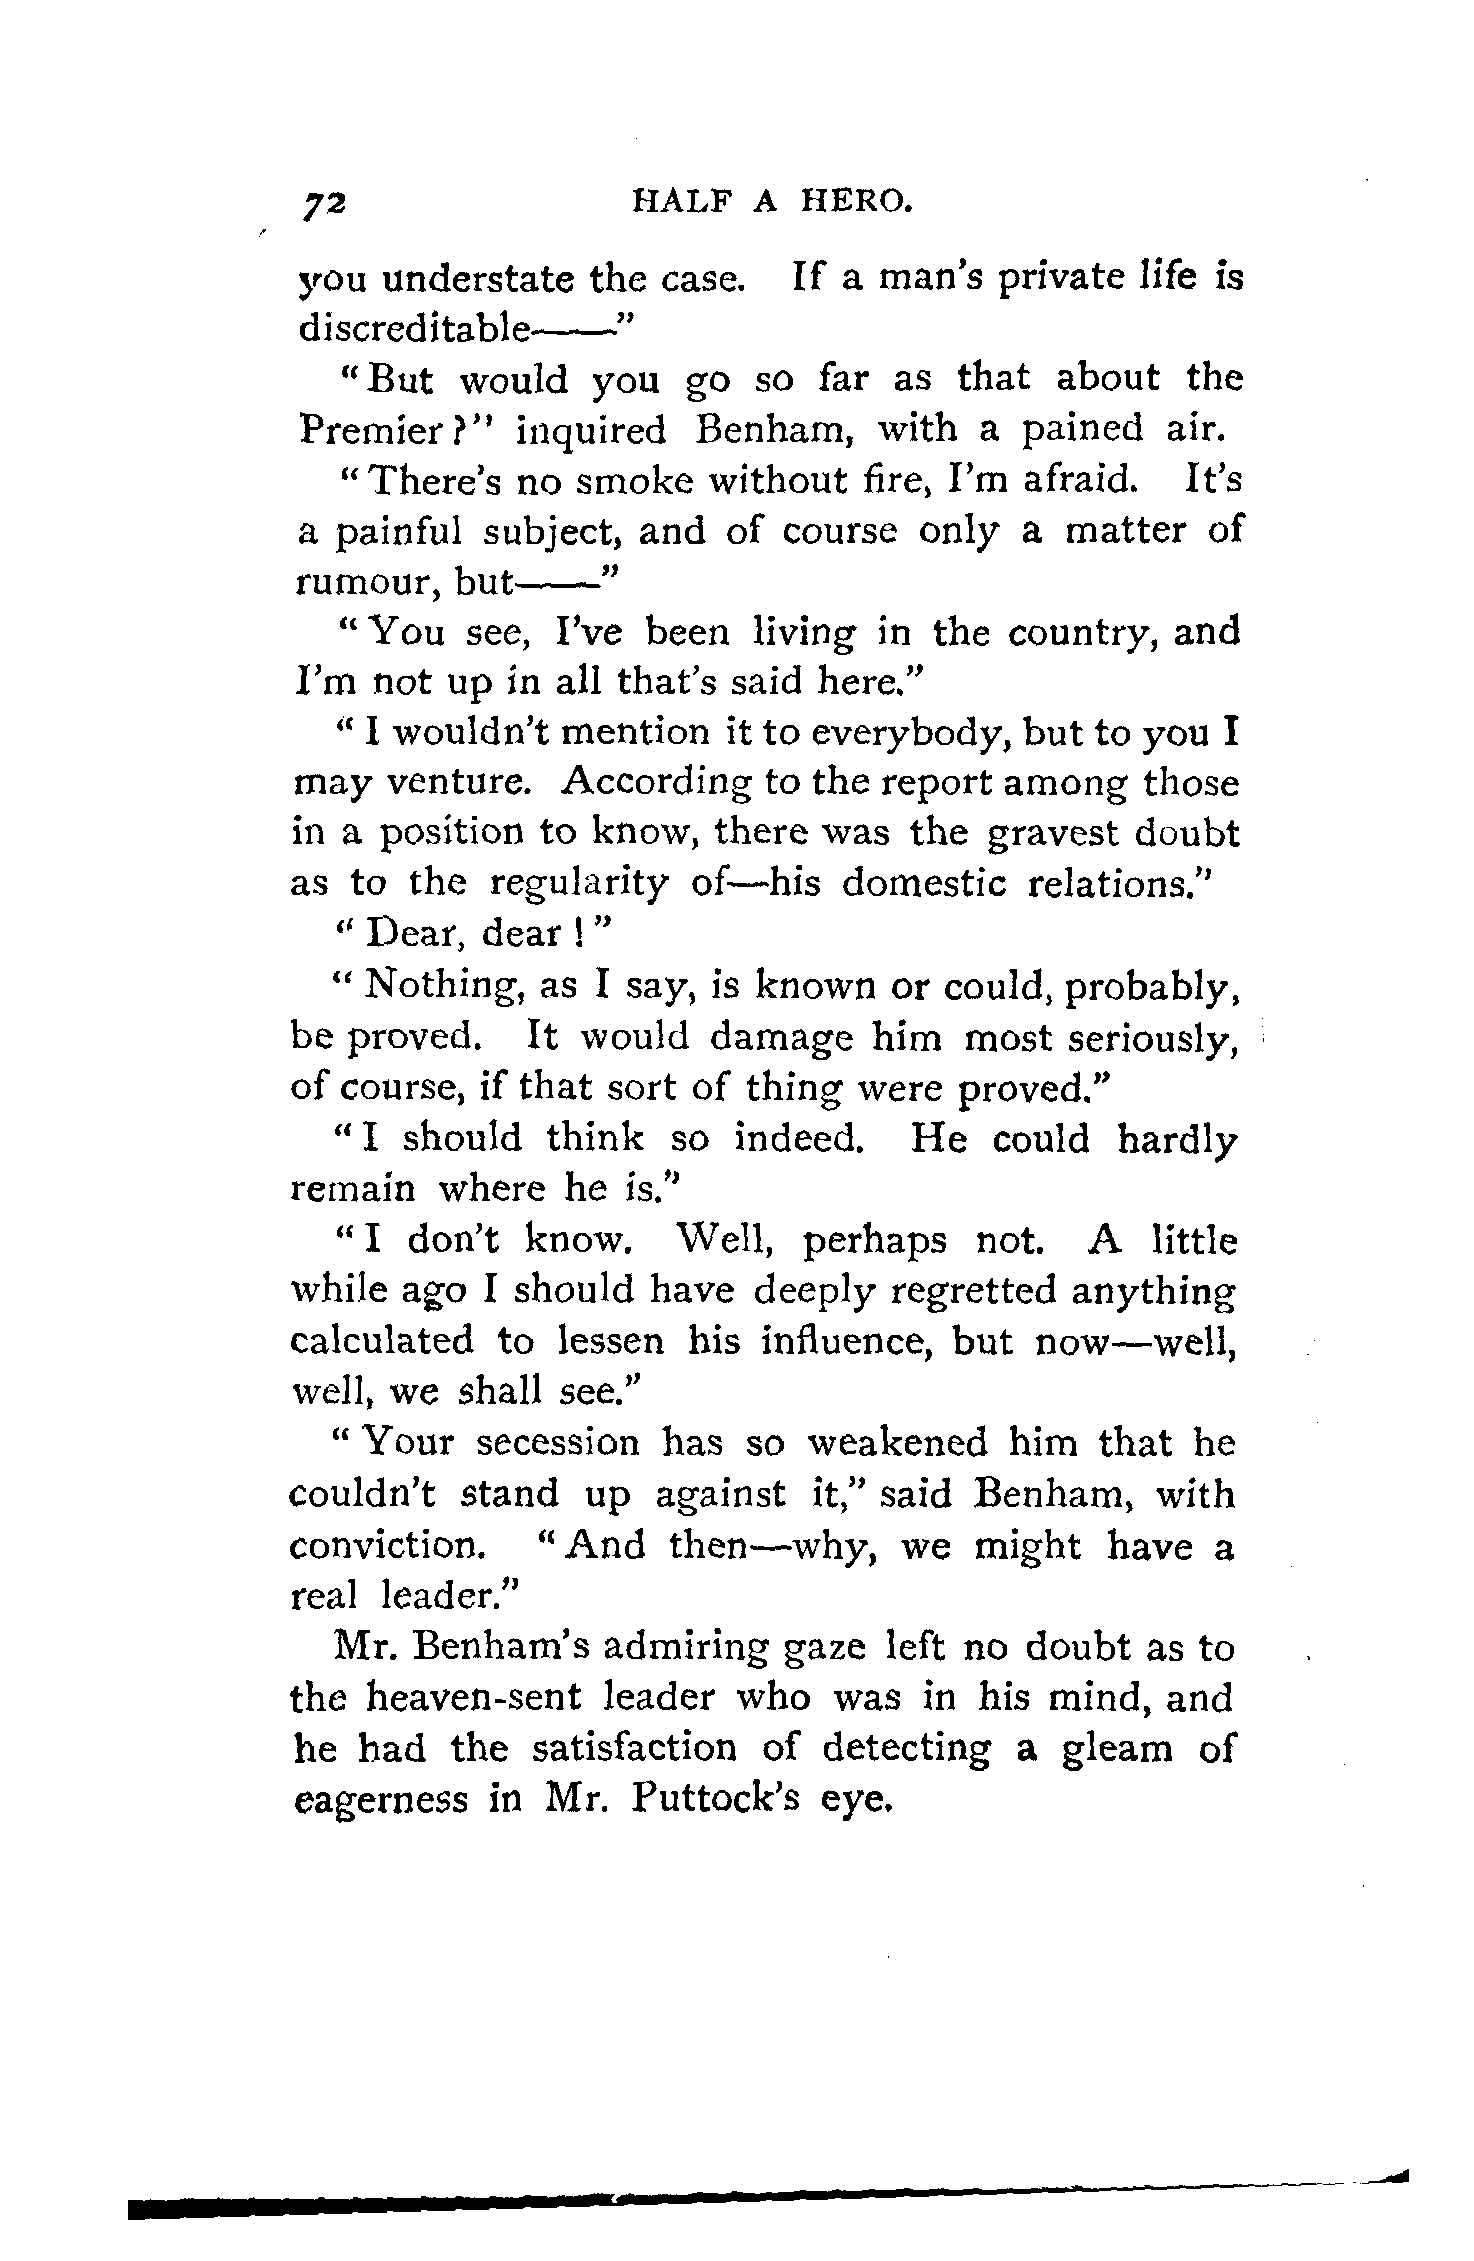 72 HALF A HERO.
you understate the case. If a man's private life is
discreditable——"
"But would you go so far as that about the
Premier?" inquired Benham, with a pained air.
"There's no smoke without fire, I'm afraid. It's
a painful subject, and of course only a matter of
rumour, but——"
"You see, I've been living in the country, and
I'm not up in all that's said here."
"I wouldn't mention it to everybody, but to you I
may venture. According to the report among those
in a position to know, there was the gravest doubt
as to the regularity of—his domestic relations."
"Dear, dear!"
"Nothing, as I say, is known or could, probably,
be proved. It would damage him most seriously,
of course, if that sort of thing were proved."
"I should think so indeed. He could hardly
remain where he is."
"I don't know. Well, perhaps not. A little
while ago I should have deeply regretted anything
calculated to lessen his influence, but now—well,
well, we shall see."
"Your secession has so weakened him that he
couldn't stand up against it," said Benham, with
conviction. "And then—why, we might have a
real leader."
Mr. Benham's admiring gaze left no doubt as to
the heaven-sent leader who was in his mind, and
he had the satisfaction of detecting a gleam of
eagerness in Mr. Puttock's eye.